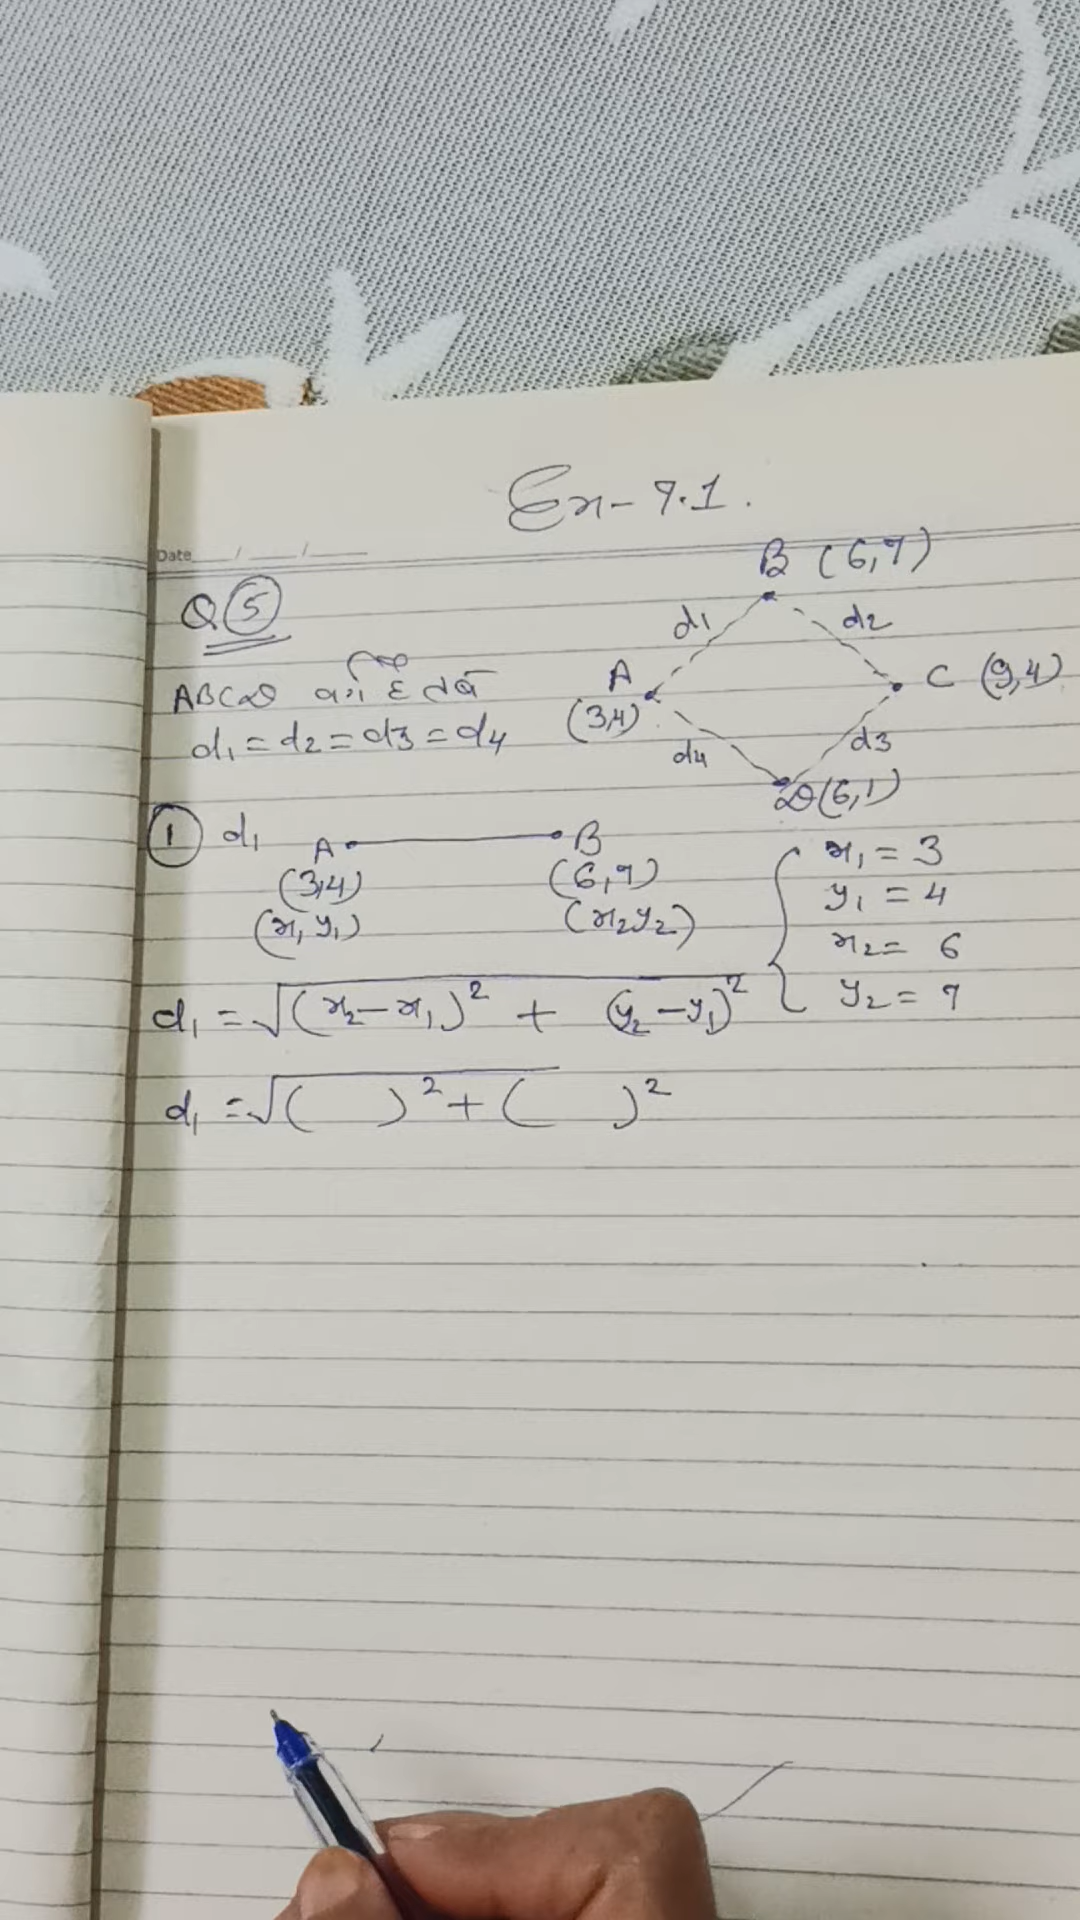 Ex-7.1.
Date
Q 5
B (6,7)
d1
d2
A
(3,4)
C (9,4)
d4
d3
D(6,1)
ABCD
d1 = d2 = d3 = d4
1 d1
A B
(3,4) (6,7)
(x1 y1) (x2 y2)
x1 = 3
y1 = 4
x2 = 6
y2 = 7
d1 = √(x2 - x1)² + (y2 - y1)²
d1 = √( )² + ( )²